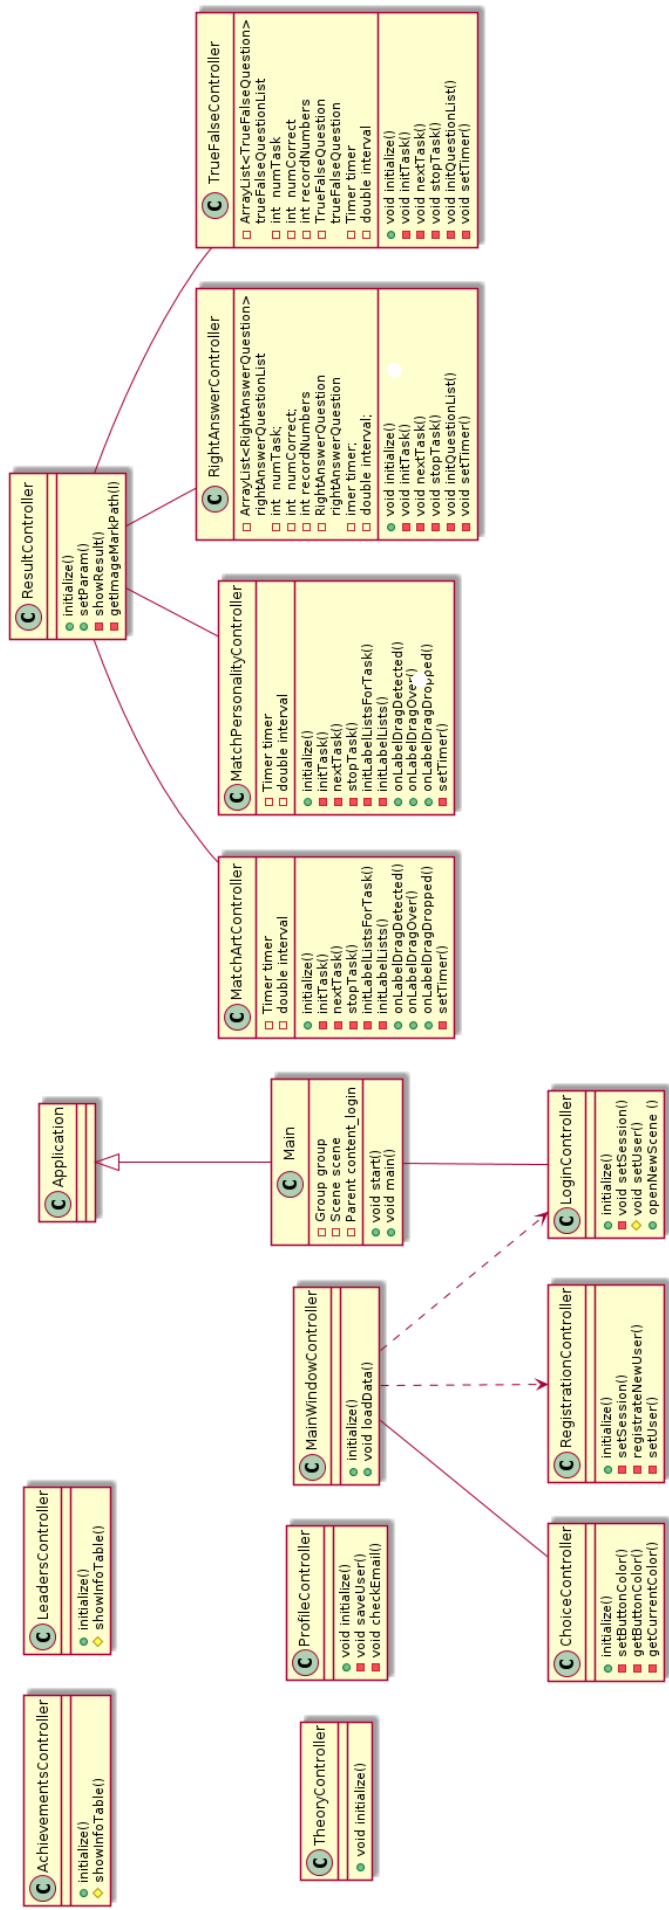 C AchievementsController
initialize()
showInfoTable()
C LeadersController
initialize()
showInfoTable()
C Application
C ResultController
initialize()
setParam()
showResult()
getImageMarkPath(I)
C TheoryController
void initialize()
C ProfileController
void initialize()
void saveUser()
void checkEmail()
C MainWindowController
initialize()
void loadData()
C Main
Group group
Scene scene
Parent content_login
void start()
void main()
C MatchArtController
Timer timer
double interval
initialize()
initTask()
nextTask()
stopTask()
initLabelListsForTask()
initLabelLists()
onLabelDragDetected()
onLabelDragOver()
onLabelDragDropped()
setTimer()
C MatchPersonalityController
Timer timer
double interval
initialize()
initTask()
nextTask()
stopTask()
initLabelListsForTask()
initLabelLists()
onLabelDragDetected()
onLabelDragOver()
onLabelDragDropped()
setTimer()
C RightAnswerController
ArrayList<RightAnswerQuestion>
rightAnswerQuestionList
int numTask;
int numCorrect;
int recordNumbers
RightAnswerQuestion
rightAnswerQuestion
imer timer;
double interval;
void initialize()
void initTask()
void nextTask()
void stopTask()
void initQuestionList()
void setTimer()
C TrueFalseController
ArrayList<TrueFalseQuestion>
trueFalseQuestionList
int numTask
int numCorrect
int recordNumbers
TrueFalseQuestion
trueFalseQuestion
Timer timer
double interval
void initialize()
void initTask()
void nextTask()
void stopTask()
void initQuestionList()
void setTimer()
C ChoiceController
initialize()
setButtonColor()
getButtonColor()
getCurrentColor()
C RegistrationController
initialize()
setSession()
registrateNewUser()
setUser()
C LoginController
initialize()
void setSession()
void setUser()
openNewScene ()